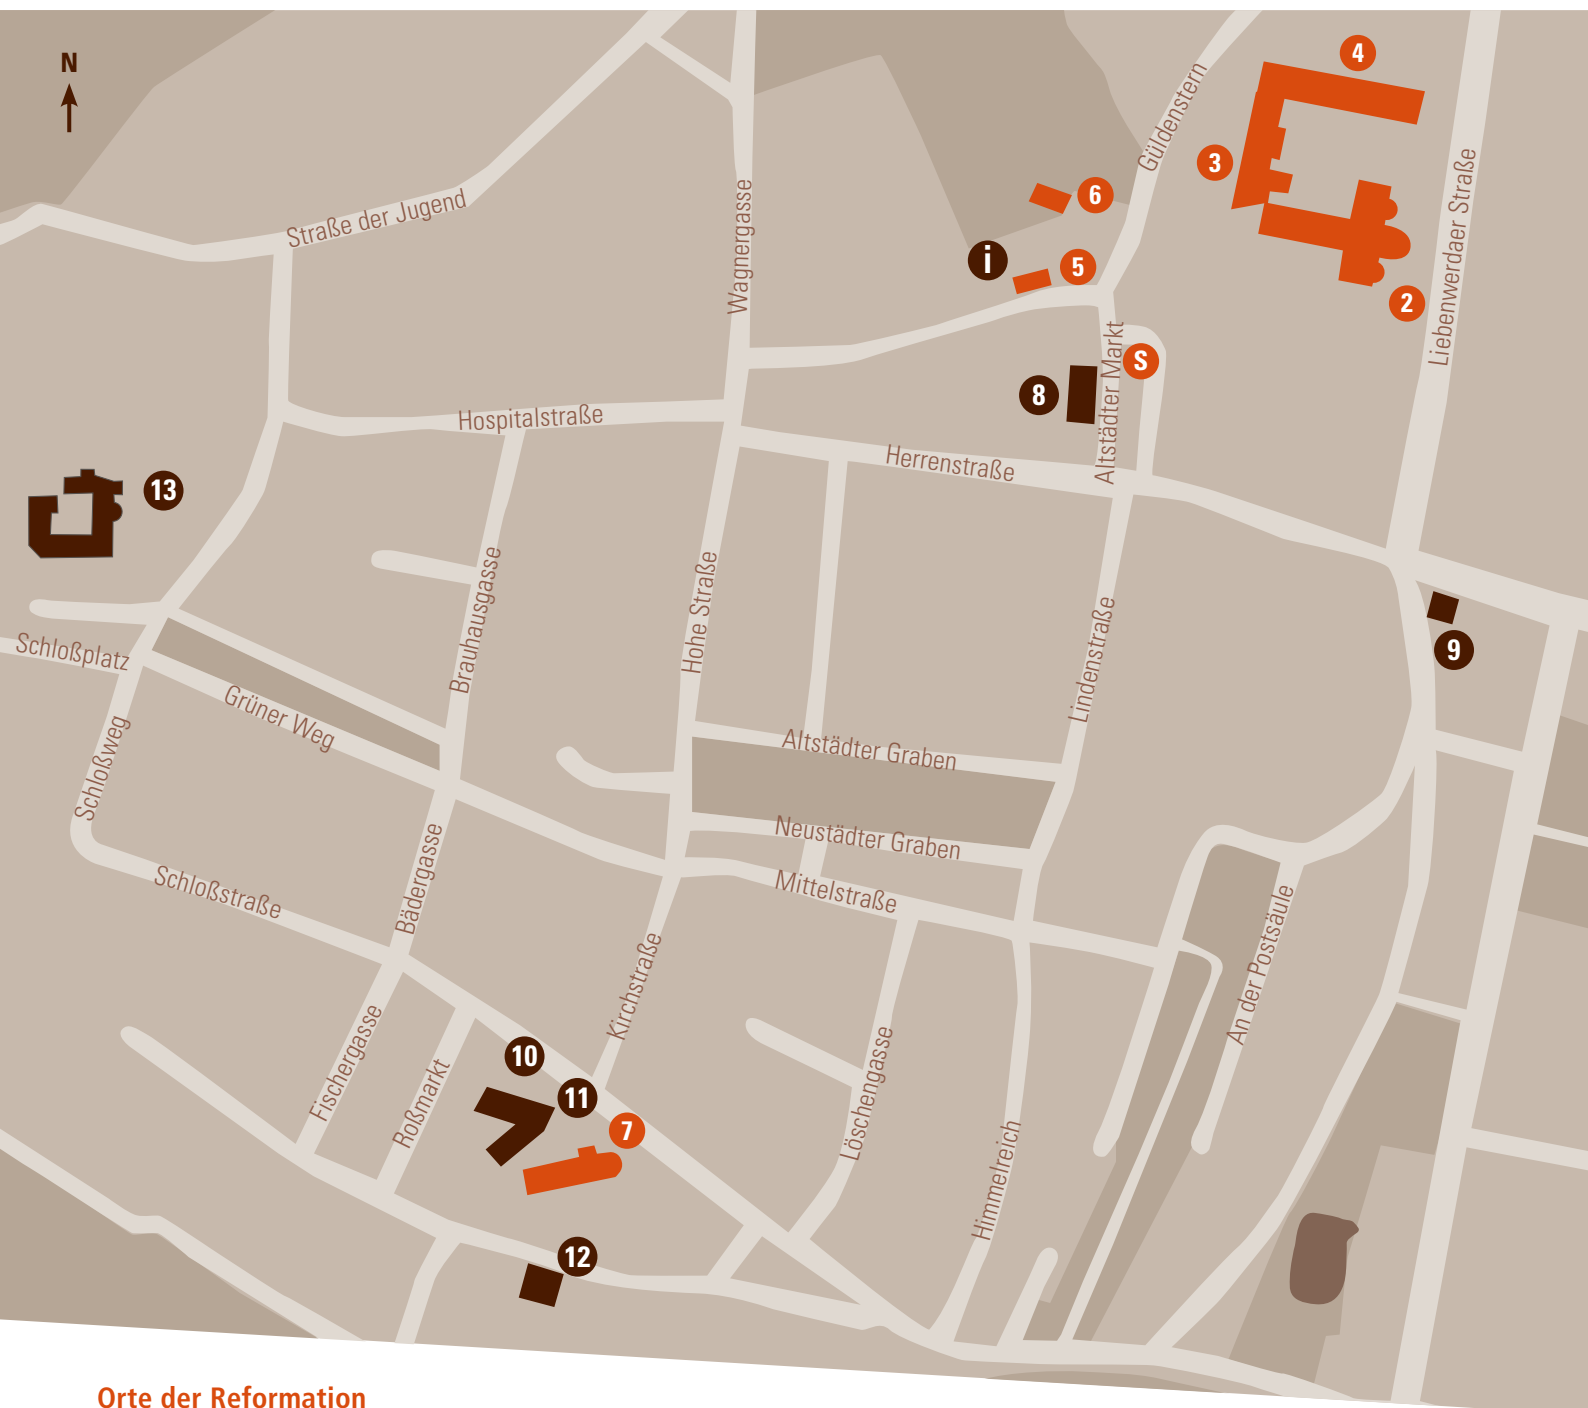 N
4
Güldenstern
3
6
Liebenwerdaer Straße
Straße der Jugend
Wagnergasse
i
5
2
Altstädter Markt
S
8
Hospitalstraße
Herrenstraße
13
Brauhausgasse
Hohe Straße
Lindenstraße
9
Schloßplatz
Grüner Weg
Schloßweg
Altstädter Graben
Neustädter Graben
Bädergasse
Schloßstraße
Mittelstraße
An der Postsäule
Kirchstraße
Fischergasse
Roßmarkt
10
11
7
Löschengasse
Himmelreich
12
Orte der Reformation